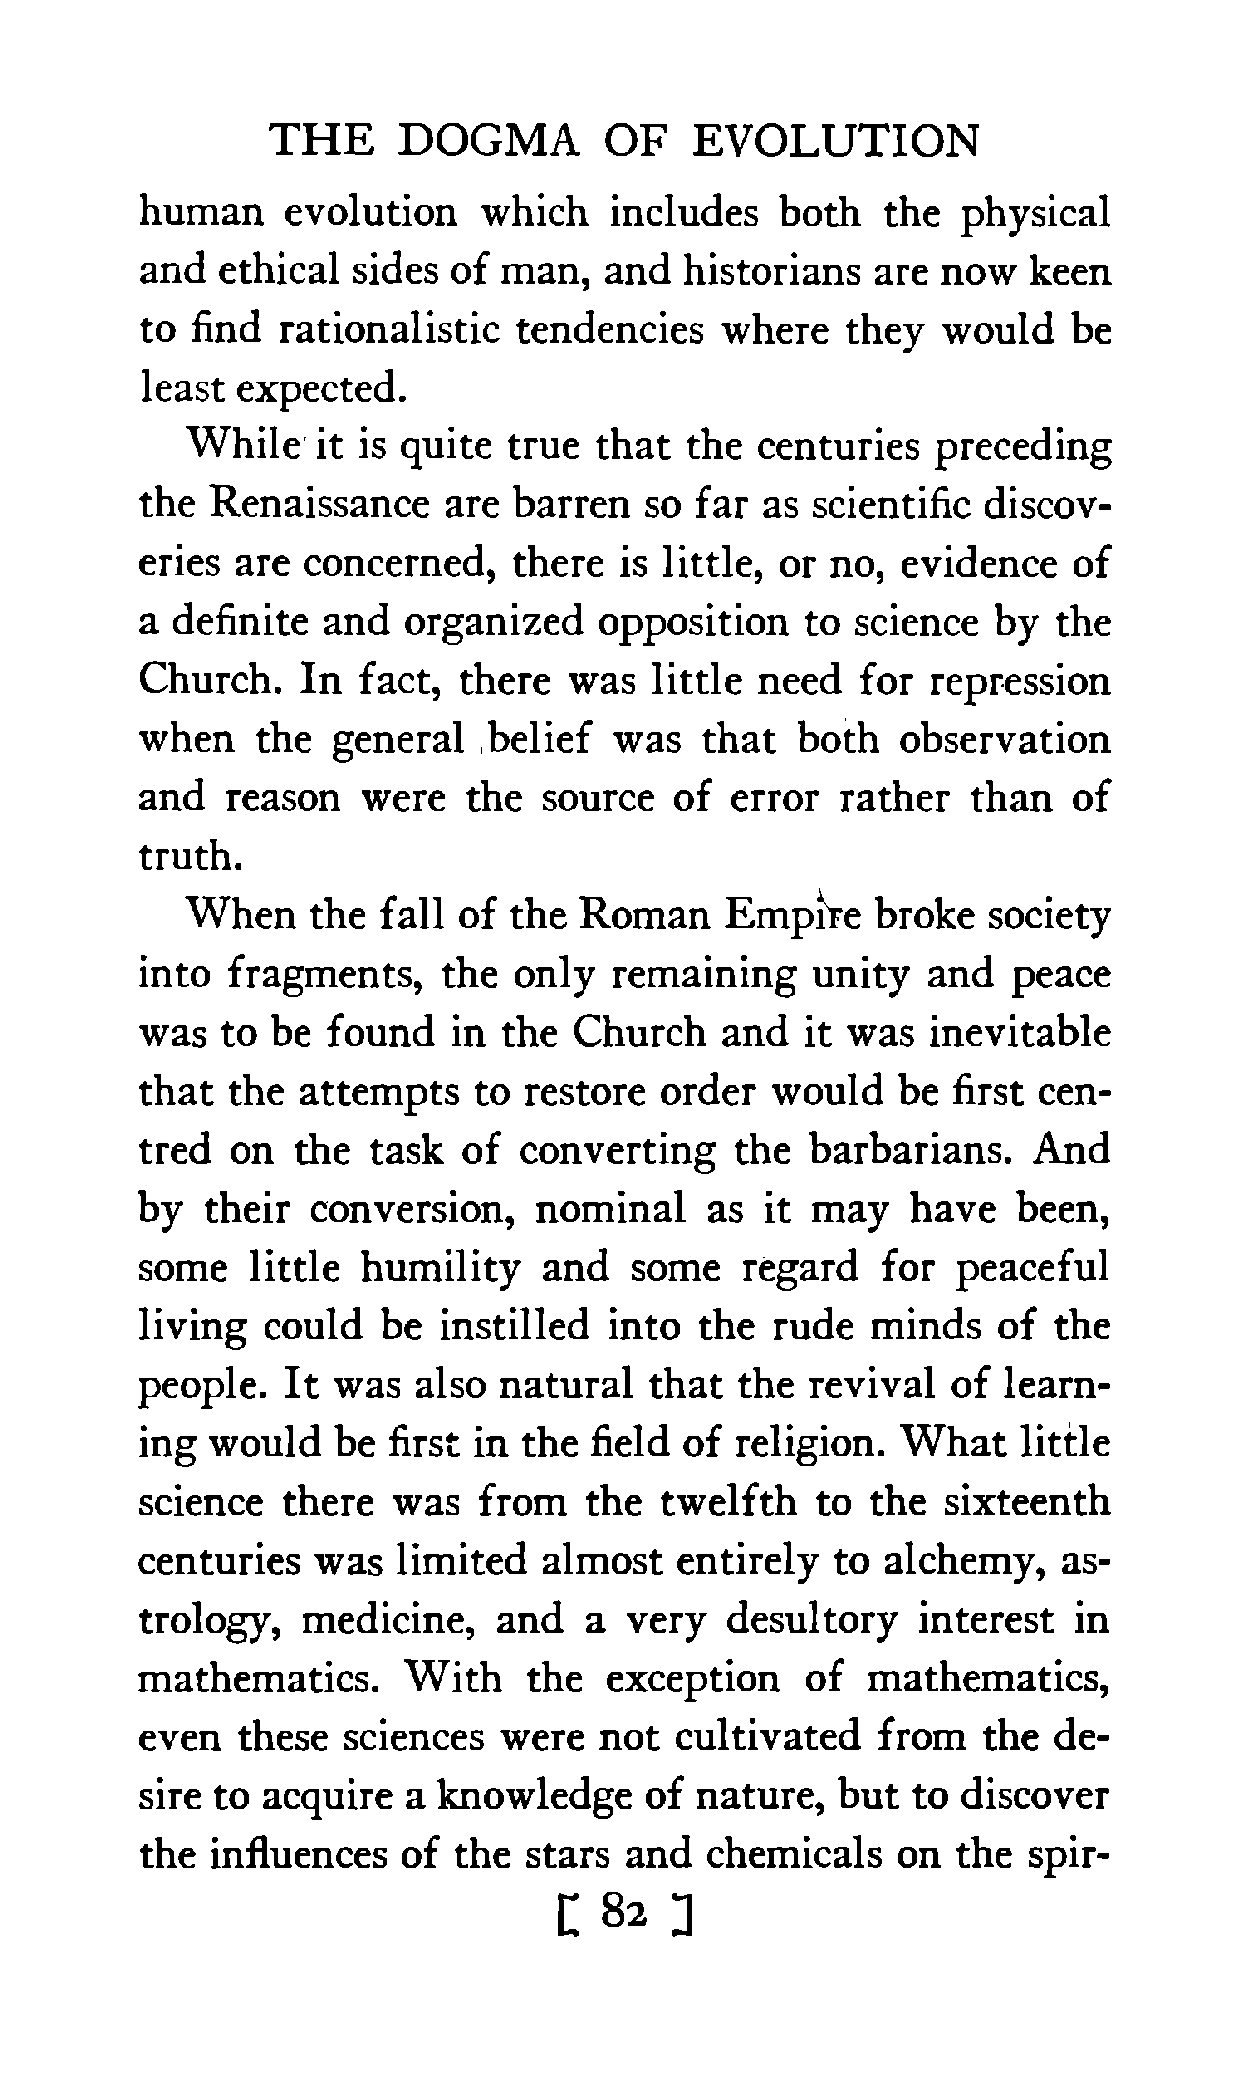 THE DOGMA OF EVOLUTION
human evolution which includes both the physical
and ethical sides of man, and historians are now keen
to find rationalistic tendencies where they would be
least expected.
While it is quite true that the centuries preceding
the Renaissance are barren so far as scientific discov-
eries are concerned, there is little, or no, evidence of
a definite and organized opposition to science by the
Church. In fact, there was little need for repression
when the general belief was that both observation
and reason were the source of error rather than of
truth.
When the fall of the Roman Empire broke society
into fragments, the only remaining unity and peace
was to be found in the Church and it was inevitable
that the attempts to restore order would be first cen-
tred on the task of converting the barbarians. And
by their conversion, nominal as it may have been,
some little humility and some regard for peaceful
living could be instilled into the rude minds of the
people. It was also natural that the revival of learn-
ing would be first in the field of religion. What little
science there was from the twelfth to the sixteenth
centuries was limited almost entirely to alchemy, as-
trology, medicine, and a very desultory interest in
mathematics. With the exception of mathematics,
even these sciences were not cultivated from the de-
sire to acquire a knowledge of nature, but to discover
the influences of the stars and chemicals on the spir-
[ 82 ]